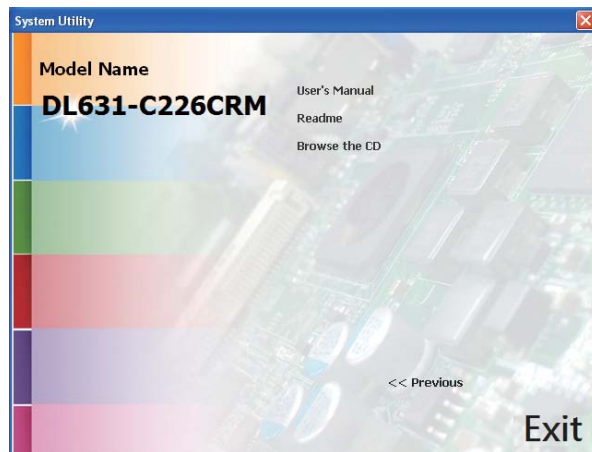 System Utility
Model Name
DL631-C226CRM
User's Manual
Readme
Browse the CD
<< Previous
Exit